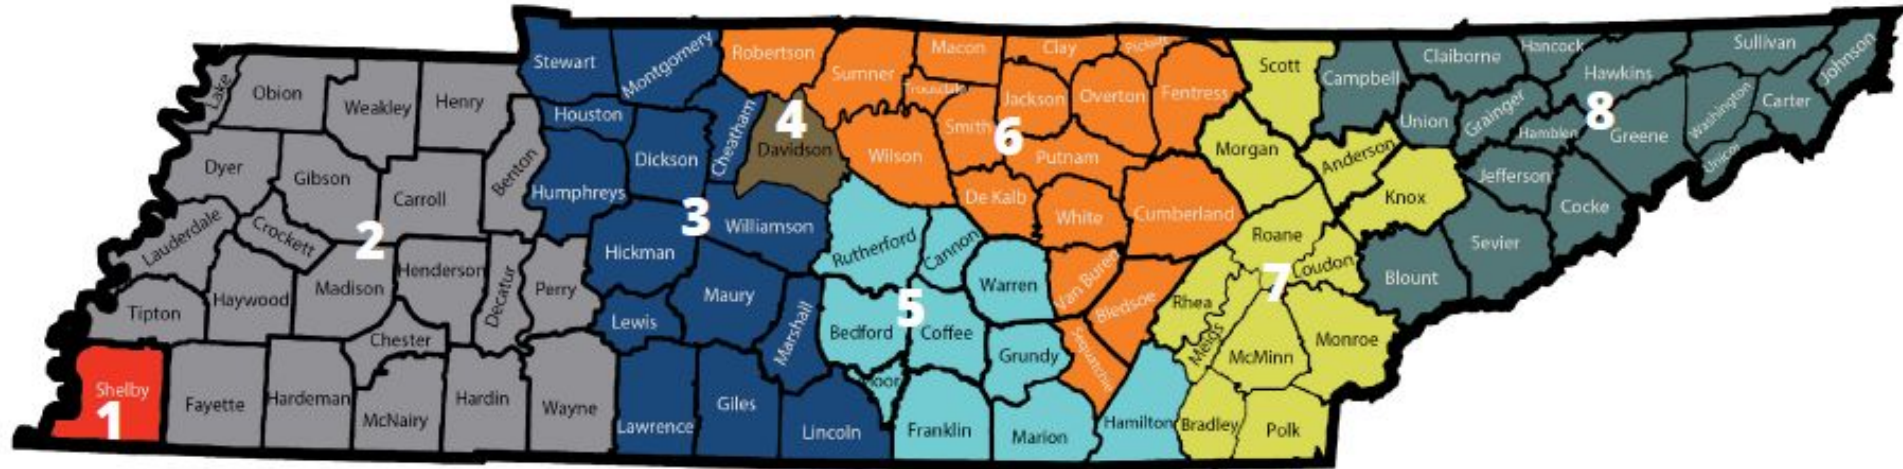 Lake
Obion
Weakley
Henry
Dyer
Gibson
Carroll
Benton
Lauderdale
Crockett
2
Madison
Henderson
Decatur
Perry
Tipton
Haywood
Chester
Shelby
1
Fayette
Hardeman
McNairy
Hardin
Wayne
Stewart
Montgomery
Houston
Dickson
Cheatham
Humphreys
3
Williamson
Hickman
Maury
Lewis
Marshall
Lawrence
Giles
Lincoln
4
Davidson
Robertson
Sumner
Macon
Clay
Trousdale
Jackson
Overton
Fentress
Smith
6
Wilson
Putnam
De Kalb
White
Cumberland
Van Buren
Bledsoe
Sequatchie
Rutherford
Cannon
Warren
5
Bedford
Coffee
Grundy
Franklin
Marion
Hamilton
Scott
Morgan
Anderson
Knox
Roane
Loudon
7
Rhea
Meigs
McMinn
Monroe
Bradley
Polk
Campbell
Claiborne
Hancock
Hawkins
Sullivan
Johnson
Union
Grainger
Hamblen
8
Greene
Washington
Carter
Unicoi
Jefferson
Cocke
Sevier
Blount